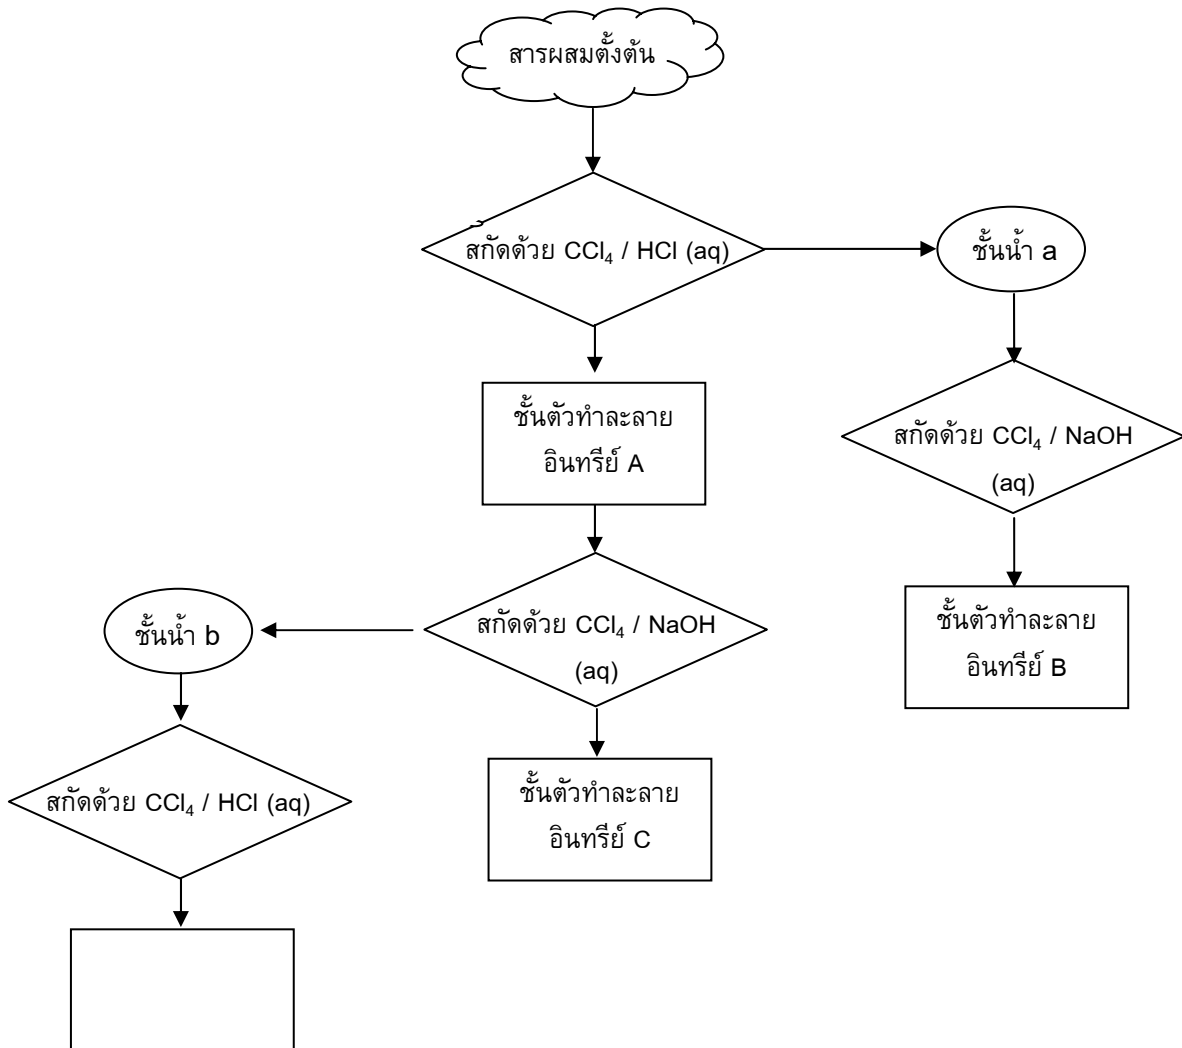 สารผสมตั้งต้น
สกัดด้วย CCl₄ / HCl (aq)
ชั้นน้ำ a
ชั้นตัวทำละลาย
อินทรีย์ A
สกัดด้วย CCl₄ / NaOH
(aq)
สกัดด้วย CCl₄ / NaOH
(aq)
ชั้นน้ำ b
ชั้นตัวทำละลาย
อินทรีย์ B
สกัดด้วย CCl₄ / HCl (aq)
ชั้นตัวทำละลาย
อินทรีย์ C